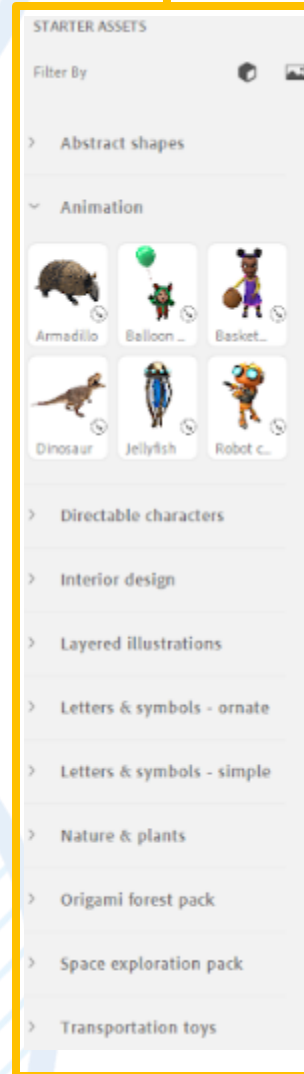 STARTER ASSETS
Filter By
Abstract shapes
Animation
Armadillo Balloon ... Basket...
Dinosaur Jellyfish Robot c...
Directable characters
Interior design
Layered illustrations
Letters & symbols - ornate
Letters & symbols - simple
Nature & plants
Origami forest pack
Space exploration pack
Transportation toys